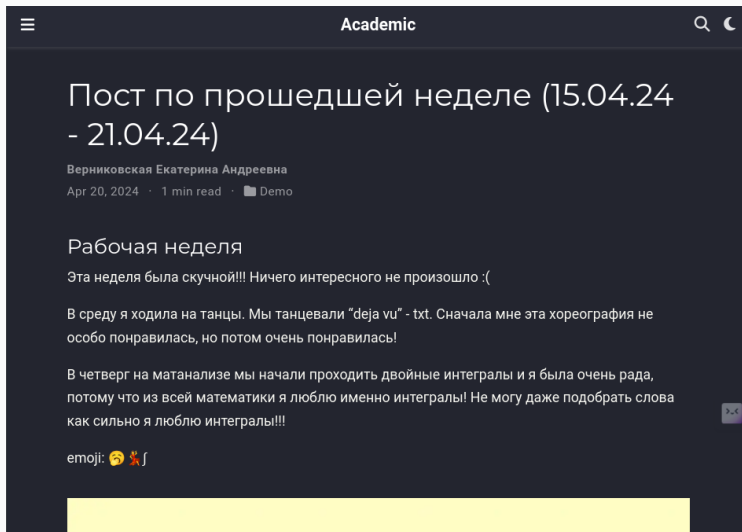 Academic
Пост по прошедшей неделе (15.04.24
- 21.04.24)
Верниковская Екатерина Андреевна
Apr 20, 2024 · 1 min read · Demo
Рабочая неделя
Эта неделя была скучной!!! Ничего интересного не произошло :(
В среду я ходила на танцы. Мы танцевали “deja vu” - txt. Сначала мне эта хореография не
особо понравилась, но потом очень понравилась!
В четверг на матанализе мы начали проходить двойные интегралы и я была очень рада,
потому что из всей математики я люблю именно интегралы! Не могу даже подобрать слова
как сильно я люблю интегралы!!!
emoji: 🥱💃∫